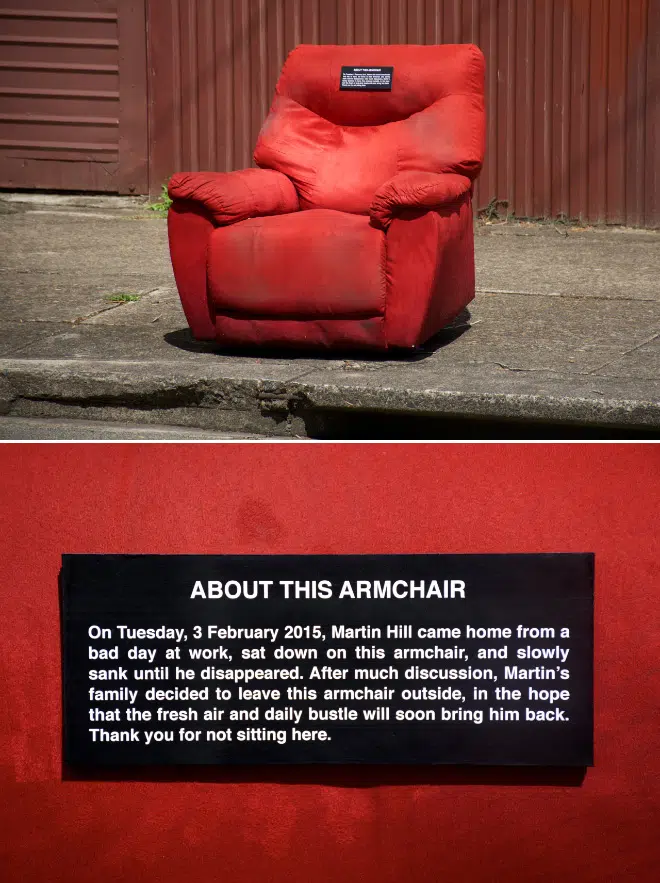 ABOUT THIS ARMCHAIR
ABOUT THIS ARMCHAIR
On Tuesday, 3 February 2015, Martin Hill came home from a
bad day at work, sat down on this armchair, and slowly
sank until he disappeared. After much discussion, Martin's
family decided to leave this armchair outside, in the hope
that the fresh air and daily bustle will soon bring him back.
Thank you for not sitting here.